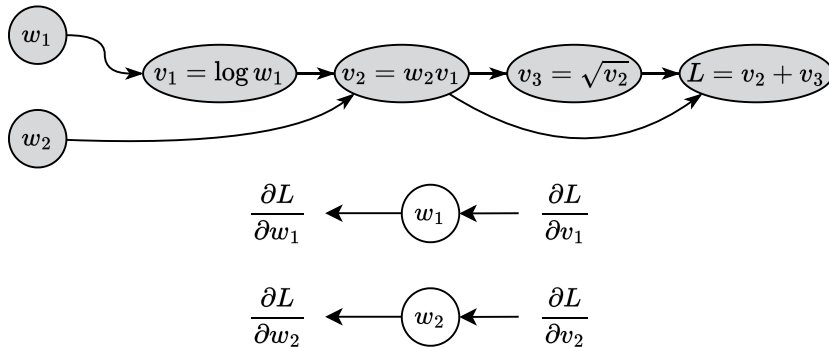 w₁
v₁ = log w₁ v₂ = w₂v₁ v₃ = √v₂ L = v₂ + v₃
w₂
∂L/∂w₁ w₁ ∂L/∂v₁
∂L/∂w₂ w₂ ∂L/∂v₂